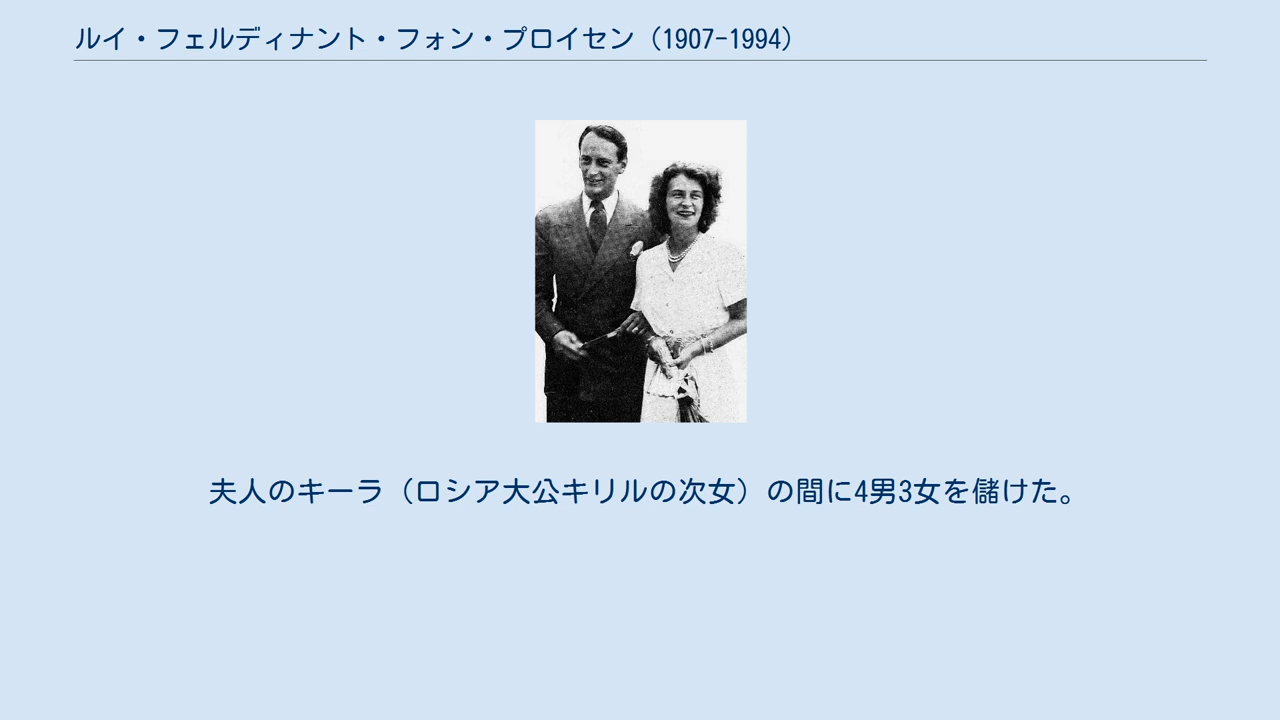 ルイ・フェルディナント・フォン・プロイセン（1907-1994）
夫人のキーラ（ロシア大公キリルの次女）の間に4男3女を儲けた。